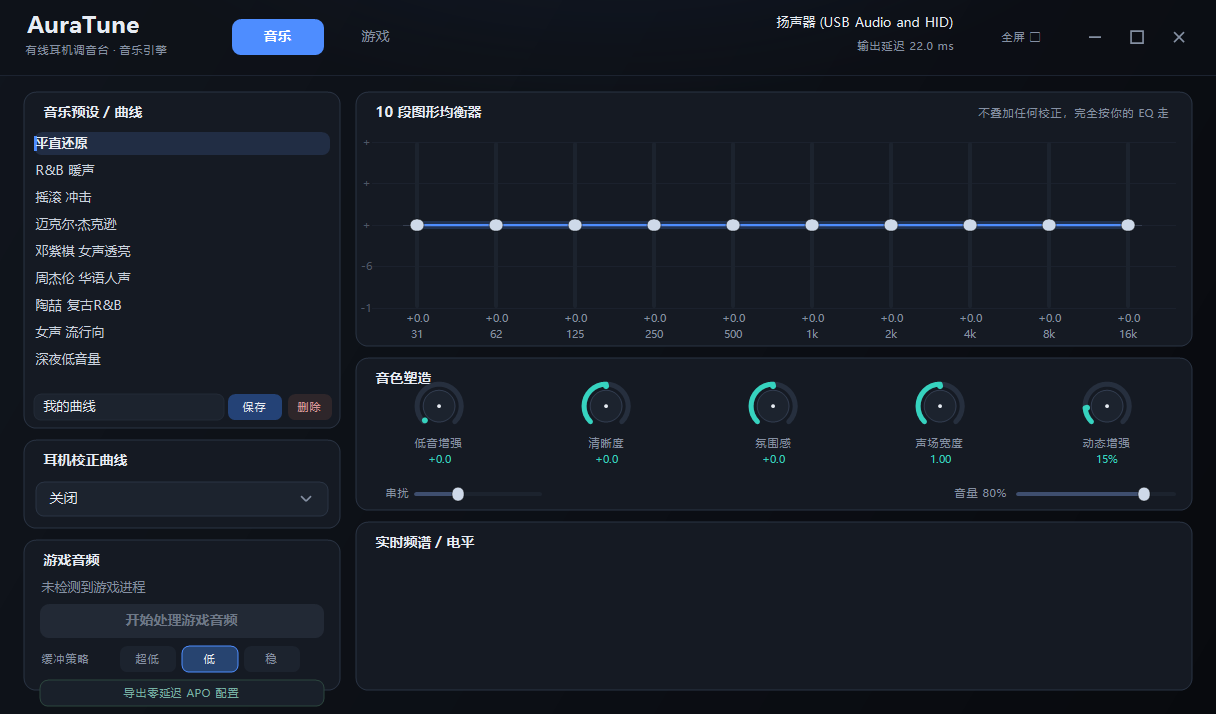 AuraTune
有线耳机调音台 · 音乐引擎
音乐
游戏
扬声器 (USB Audio and HID)
输出延迟 22.0 ms
全屏 □
音乐预设 / 曲线
平直还原
R&B 暖声
摇滚 冲击
迈克尔·杰克逊
邓紫棋 女声透亮
周杰伦 华语人声
陶喆 复古R&B
女声 流行向
深夜低音量
我的曲线
保存
删除
耳机校正曲线
关闭
游戏音频
未检测到游戏进程
开始处理游戏音频
缓冲策略
超低
低
稳
导出零延迟 APO 配置
10 段图形均衡器
不叠加任何校正，完全按你的 EQ 走
+
+
+
-6
-1
+0.0 +0.0 +0.0 +0.0 +0.0 +0.0 +0.0 +0.0 +0.0 +0.0
31 62 125 250 500 1k 2k 4k 8k 16k
音色塑造
低音增强 清晰度 氛围感 声场宽度 动态增强
+0.0 +0.0 +0.0 1.00 15%
串扰
音量 80%
实时频谱 / 电平